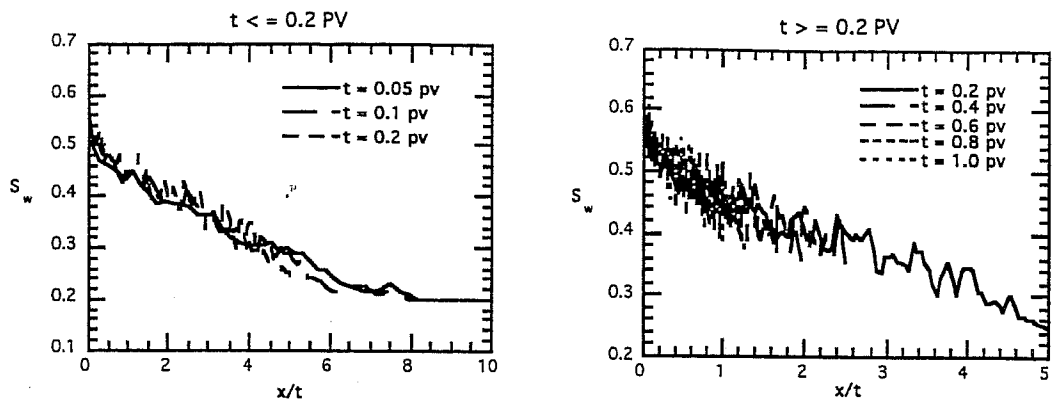 t < = 0.2 PV
0.7
0.6
0.5
0.4
0.3
0.2
0.1
S w
t = 0.05 pv
t = 0.1 pv
t = 0.2 pv
0 2 4 6 8 10
x/t
t > = 0.2 PV
0.7
0.6
0.5
0.4
0.3
0.2
S w
t = 0.2 pv
t = 0.4 pv
t = 0.6 pv
t = 0.8 pv
t = 1.0 pv
0 1 2 3 4 5
x/t